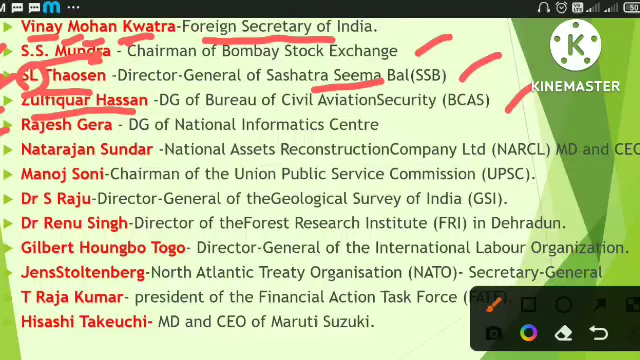 Vinay Mohan Kwatra-Foreign Secretary of India.
S.S. Mundra - Chairman of Bombay Stock Exchange
SL Thaosen -Director-General of Sashatra Seema Bal(SSB)
Zulfiquar Hassan -DG of Bureau of Civil AviationSecurity (BCAS)
Rajesh Gera - DG of National Informatics Centre
Natarajan Sundar -National Assets ReconstructionCompany Ltd (NARCL) MD and CEO
Manoj Soni-Chairman of the Union Public Service Commission (UPSC).
Dr S Raju-Director-General of theGeological Survey of India (GSI).
Dr Renu Singh-Director of theForest Research Institute (FRI) in Dehradun.
Gilbert Houngbo Togo- Director-General of the International Labour Organization.
JensStoltenberg-North Atlantic Treaty Organisation (NATO)- Secretary-General
T Raja Kumar- president of the Financial Action Task Force (FATF).
Hisashi Takeuchi- MD and CEO of Maruti Suzuki.
KINEMASTER